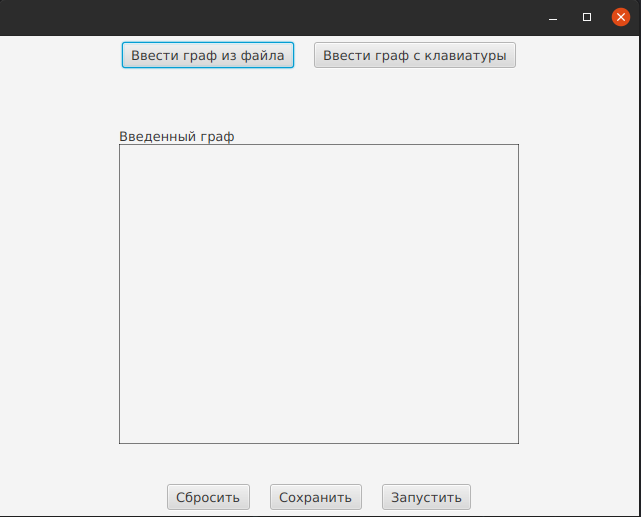 Ввести граф из файла Ввести граф с клавиатуры
Введенный граф
Сбросить Сохранить Запустить